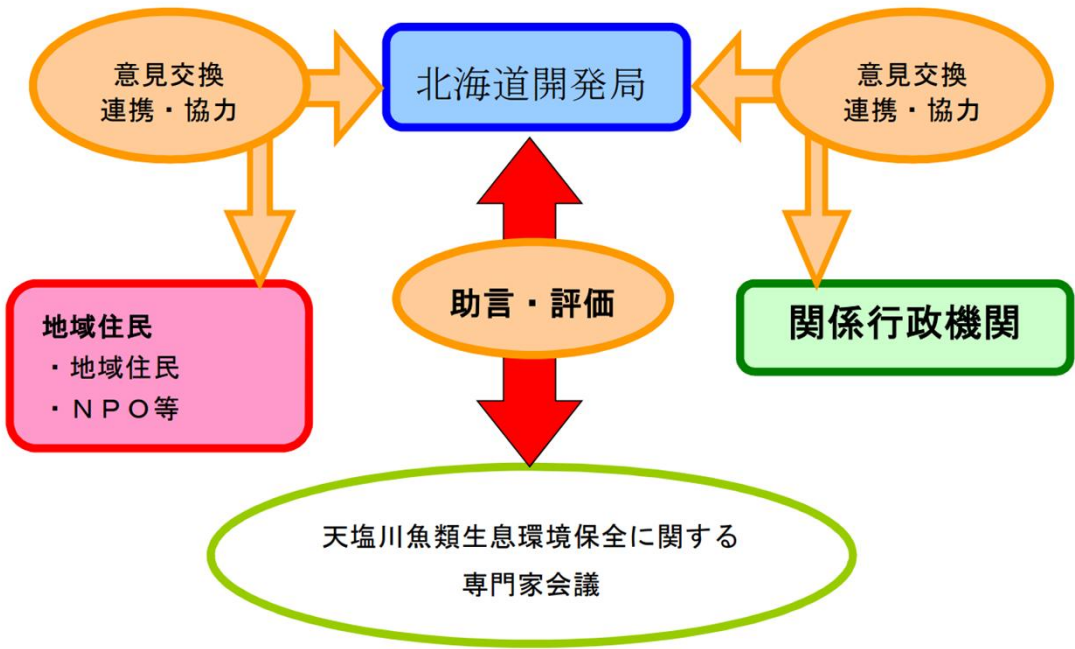 意見交換
連携・協力
北海道開発局
意見交換
連携・協力
助言・評価
地域住民
・地域住民
・ＮＰＯ等
関係行政機関
天塩川魚類生息環境保全に関する
専門家会議